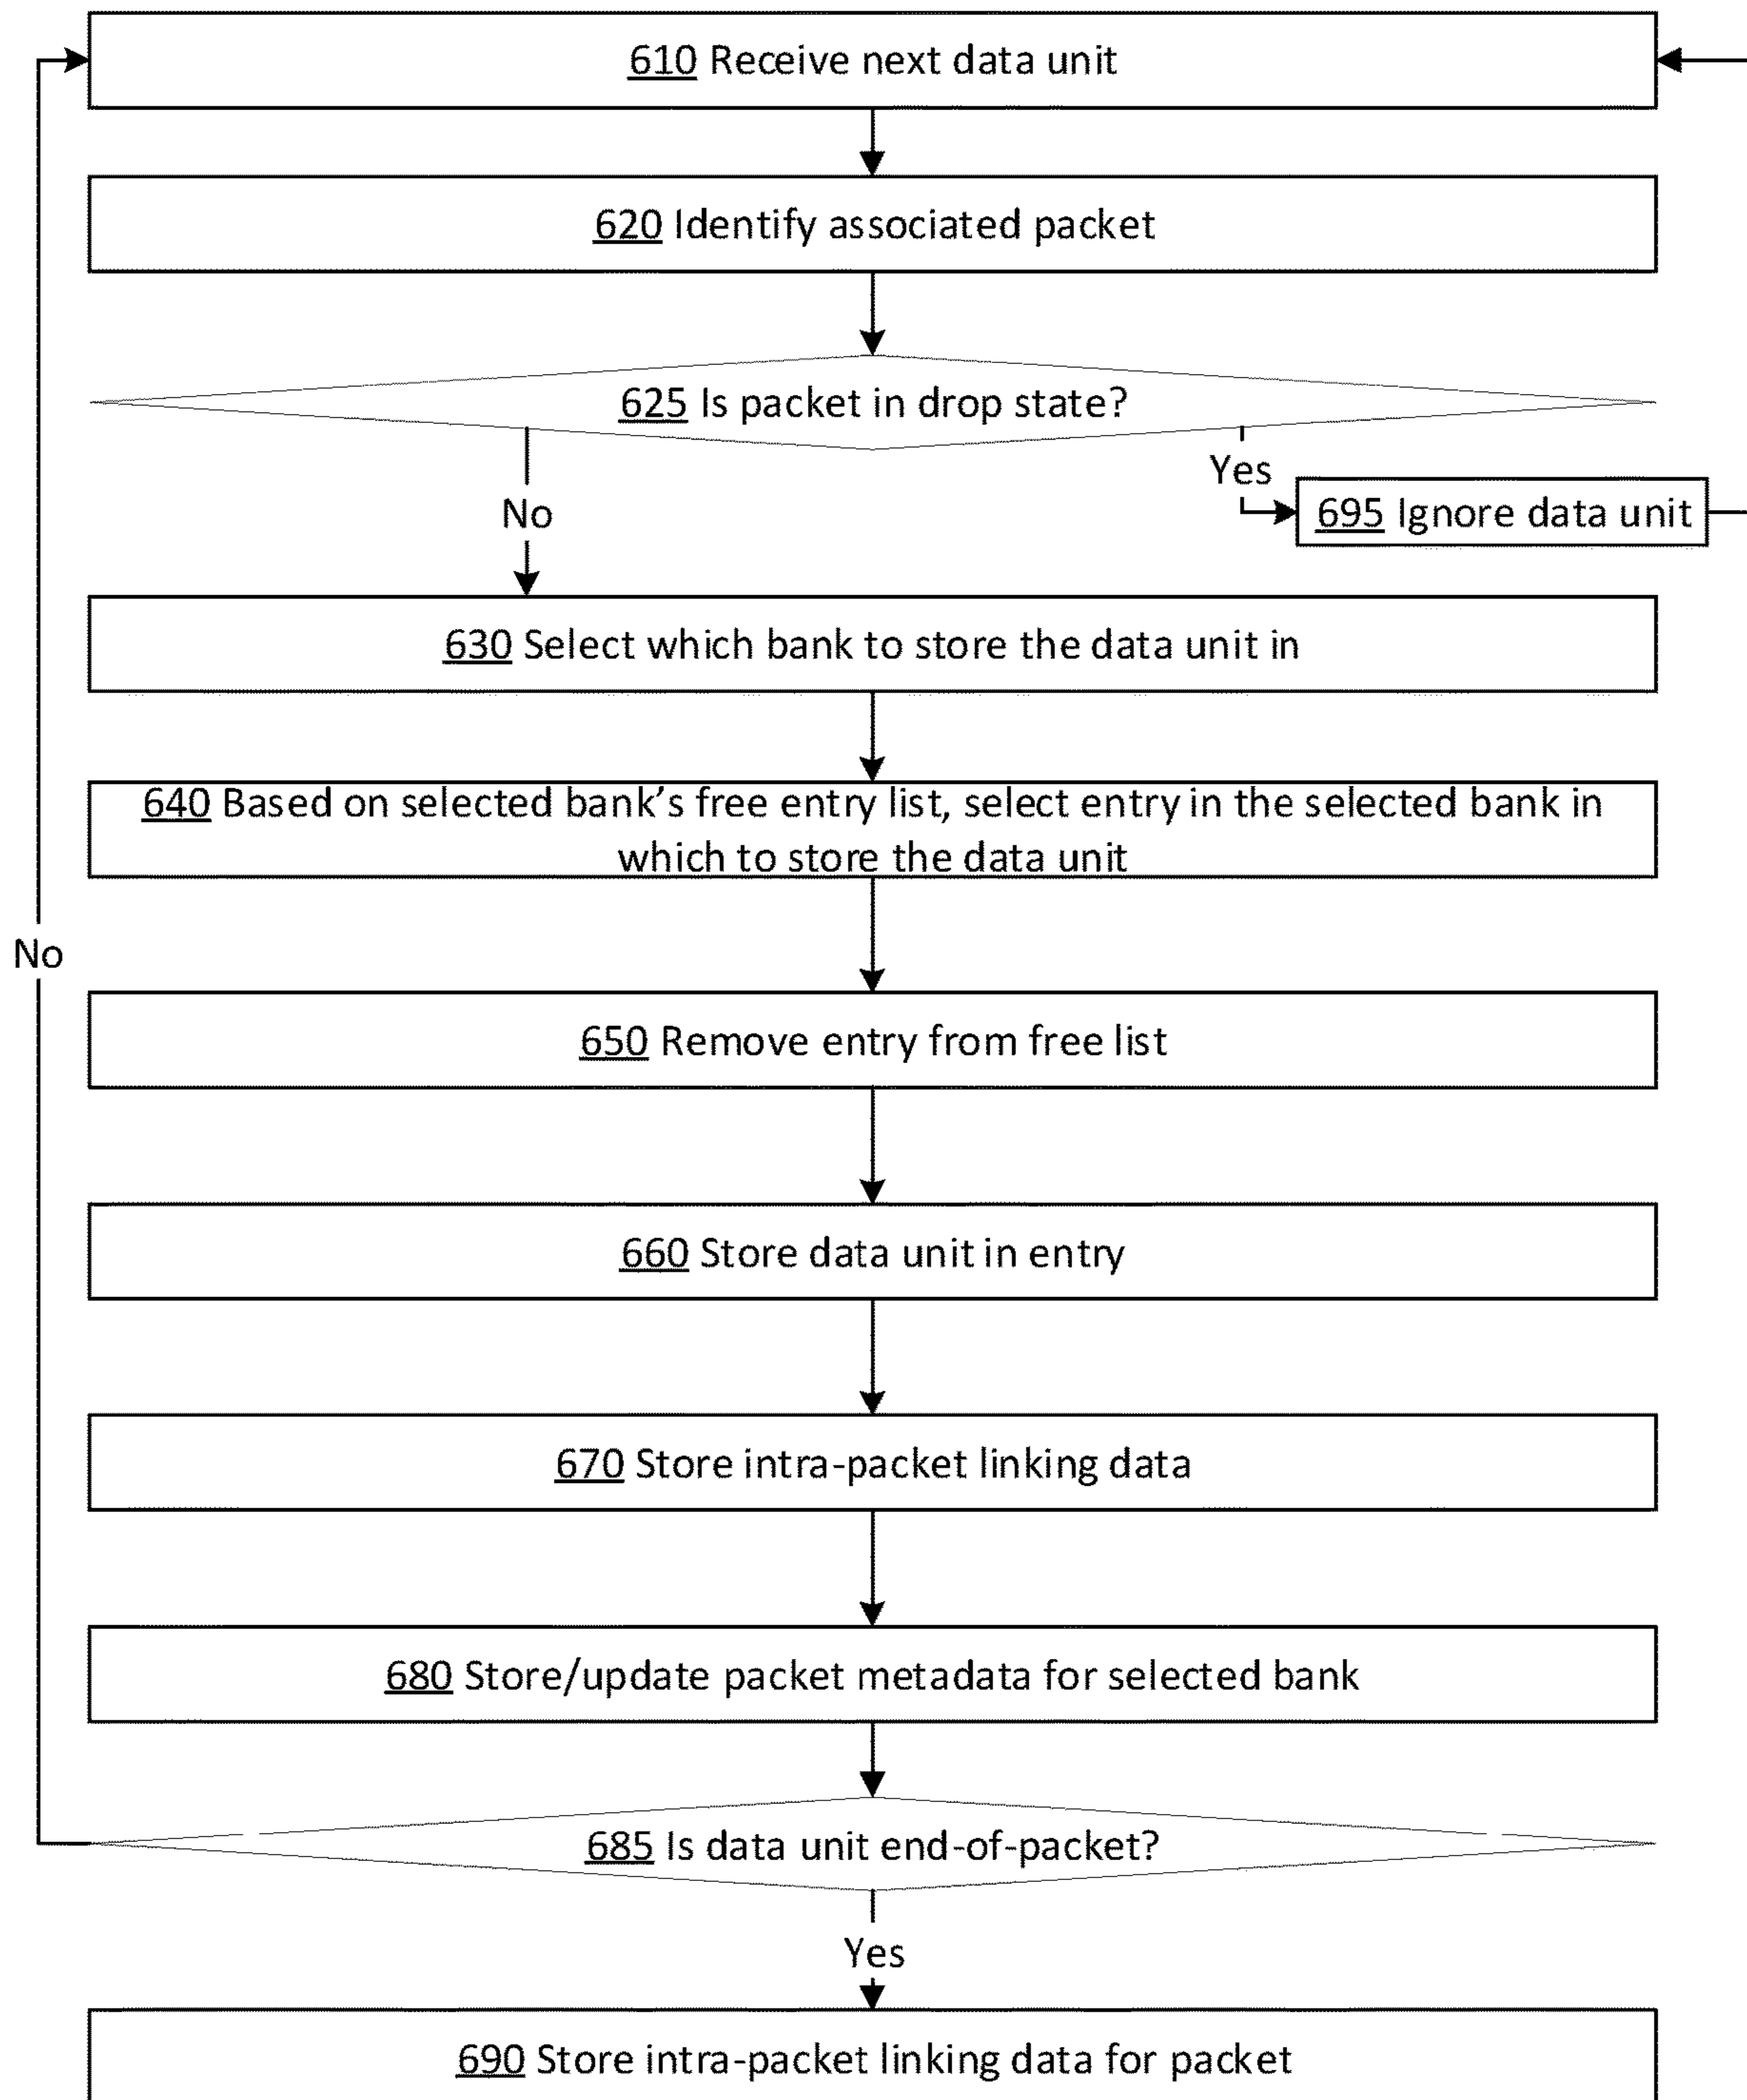 610 Receive next data unit
620 Identify associated packet
625 Is packet in drop state?
Yes
No
695 Ignore data unit
630 Select which bank to store the data unit in
640 Based on selected bank’s free entry list, select entry in the selected bank in
which to store the data unit
No
650 Remove entry from free list
660 Store data unit in entry
670 Store intra-packet linking data
680 Store/update packet metadata for selected bank
685 Is data unit end-of-packet?
Yes
690 Store intra-packet linking data for packet